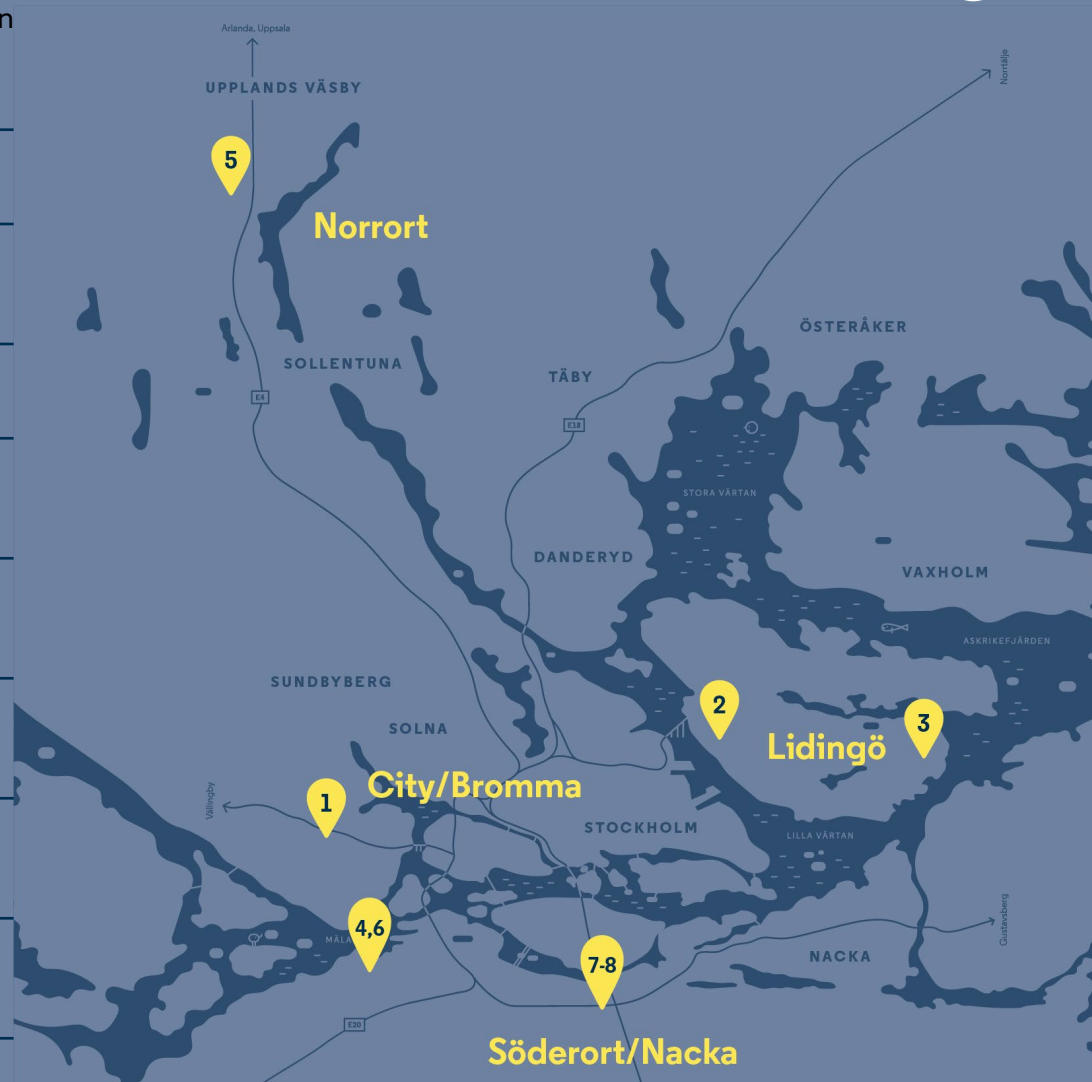 n
Arlanda, Uppsala
Norrtälje
UPPLANDS VÄSBY
5
Norrort
ÖSTERÅKER
SOLLENTUNA
TÄBY
E4
E18
STORA VÄRTAN
DANDERYD
VAXHOLM
ASKRIKEFJÄRDEN
SUNDBYBERG
2
3
SOLNA
Lidingö
City/Bromma
Vällingby
1
STOCKHOLM
LILLA VÄRTAN
4,6
MÄLA
Gustavsberg
7-8
NACKA
E20
Söderort/Nacka